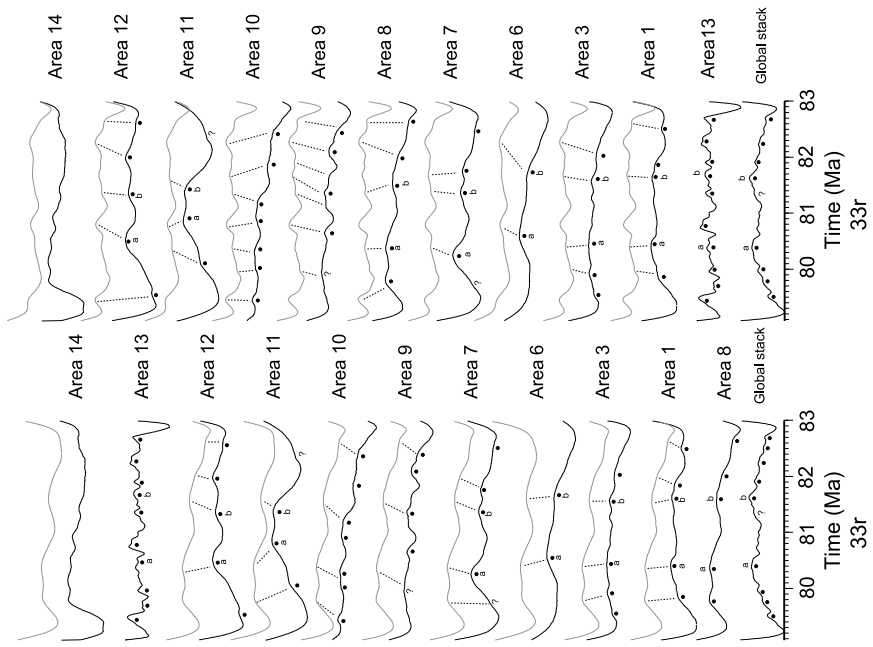 Area 14
Area 12
b
a
Area 11
?
b
a
Area 10
Area 9
?
Area 8
b
a
Area 7
b
a
?
Area 6
b
a
Area 3
b
a
Area 1
b
a
Area13
b
a
Global stack
b
?
a
80 81 82 83
Time (Ma)
33r
Area 14
Area 13
b
a
Area 12
b
a
Area 11
?
b
a
Area 10
Area 9
?
Area 7
b
a
?
Area 6
b
a
Area 3
b
a
Area 1
b
a
Area 8
b
a
Global stack
b
?
a
80 81 82 83
Time (Ma)
33r